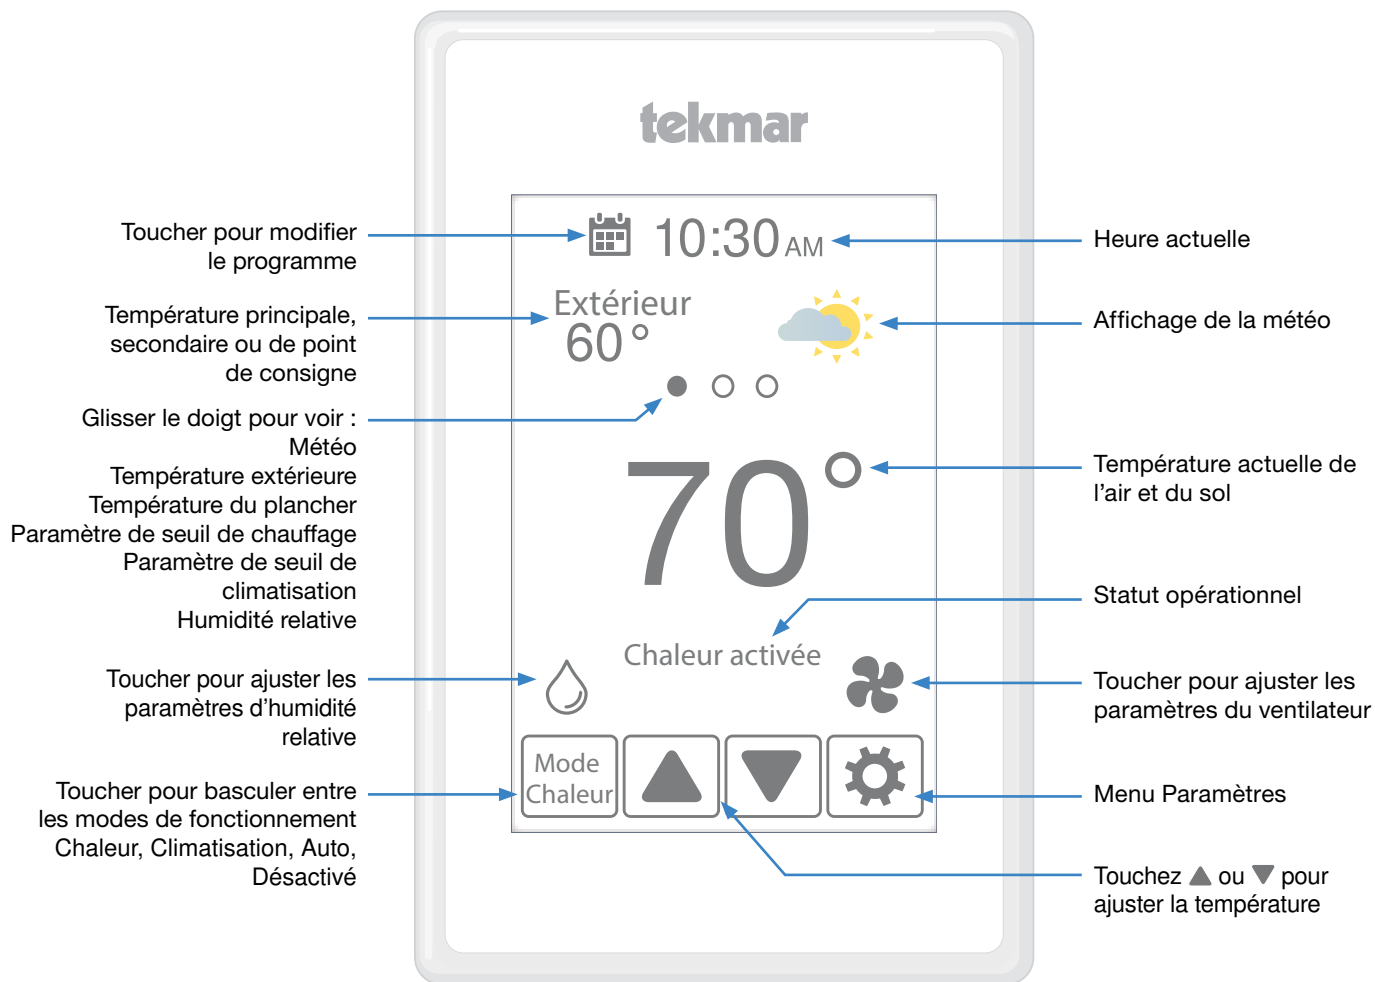 tekmar
Toucher pour modifier
le programme
Température principale,
secondaire ou de point
de consigne
Glisser le doigt pour voir :
Météo
Température extérieure
Température du plancher
Paramètre de seuil de chauffage
Paramètre de seuil de
climatisation
Humidité relative
Toucher pour ajuster les
paramètres d'humidité
relative
Toucher pour basculer entre
les modes de fonctionnement
Chaleur, Climatisation, Auto,
Désactivé
10:30 AM
Extérieur
60°
70°
Chaleur activée
Mode
Chaleur
Heure actuelle
Affichage de la météo
Température actuelle de
l'air et du sol
Statut opérationnel
Toucher pour ajuster les
paramètres du ventilateur
Menu Paramètres
Touchez ▲ ou ▼ pour
ajuster la température